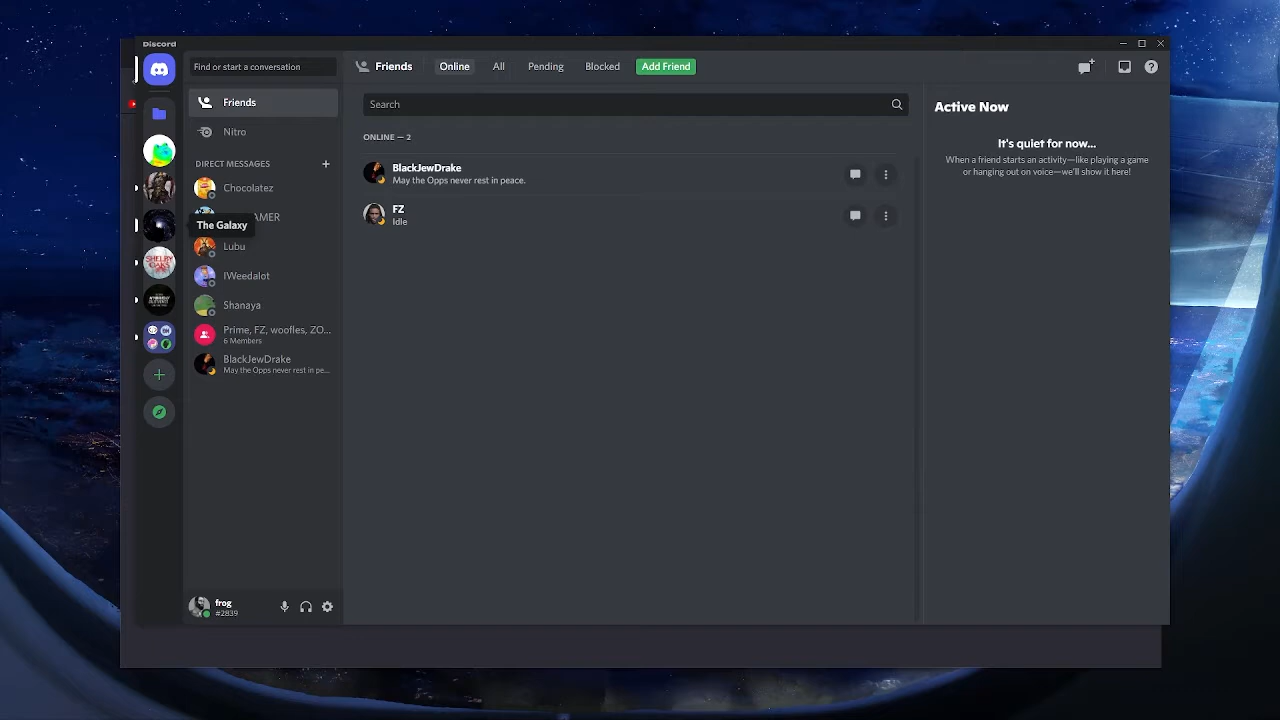 Discord
Find or start a conversation
Friends
Online
All
Pending
Blocked
Add Friend
Friends
Nitro
DIRECT MESSAGES
Chocolatez
AMER
The Galaxy
Lubu
IWeedalot
Shanaya
Prime, FZ, woofles, ZO...
6 Members
BlackJewDrake
May the Opps never rest in pe...
frog
#2839
Search
ONLINE — 2
BlackJewDrake
May the Opps never rest in peace.
FZ
Idle
Active Now
It's quiet for now...
When a friend starts an activity—like playing a game
or hanging out on voice—we'll show it here!
SHELBY
OAKS